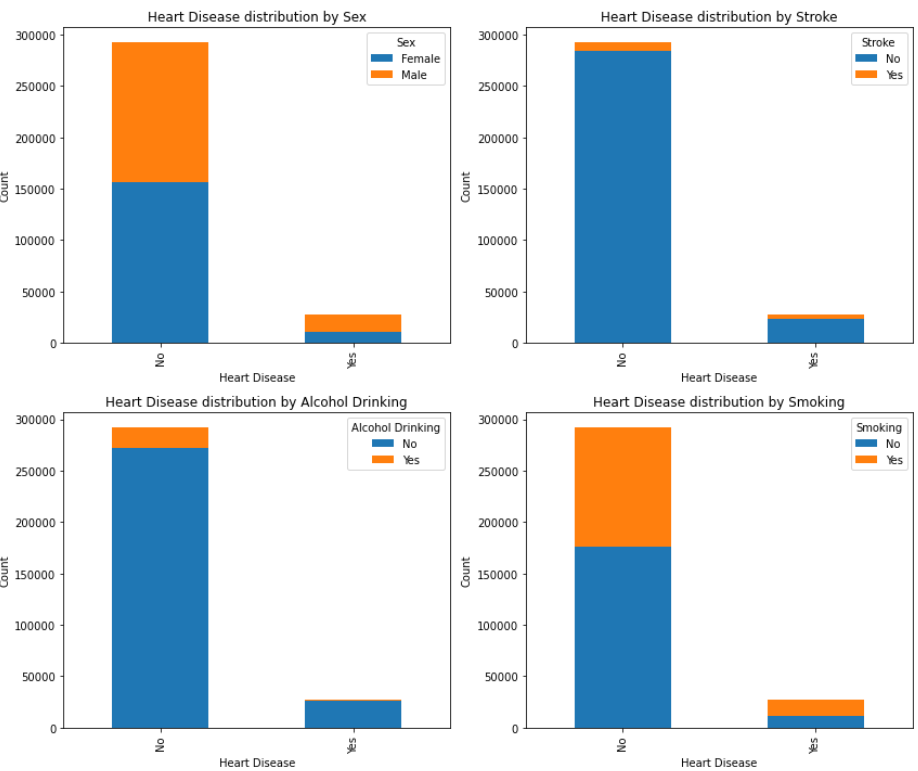 Heart Disease distribution by Sex
300000
250000
200000
150000
100000
50000
0
Count
Sex
Female
Male
No
Yes
Heart Disease
Heart Disease distribution by Stroke
300000
250000
200000
150000
100000
50000
0
Count
Stroke
No
Yes
No
Yes
Heart Disease
Heart Disease distribution by Alcohol Drinking
300000
250000
200000
150000
100000
50000
0
Count
Alcohol Drinking
No
Yes
No
Yes
Heart Disease
Heart Disease distribution by Smoking
300000
250000
200000
150000
100000
50000
0
Count
Smoking
No
Yes
No
Yes
Heart Disease